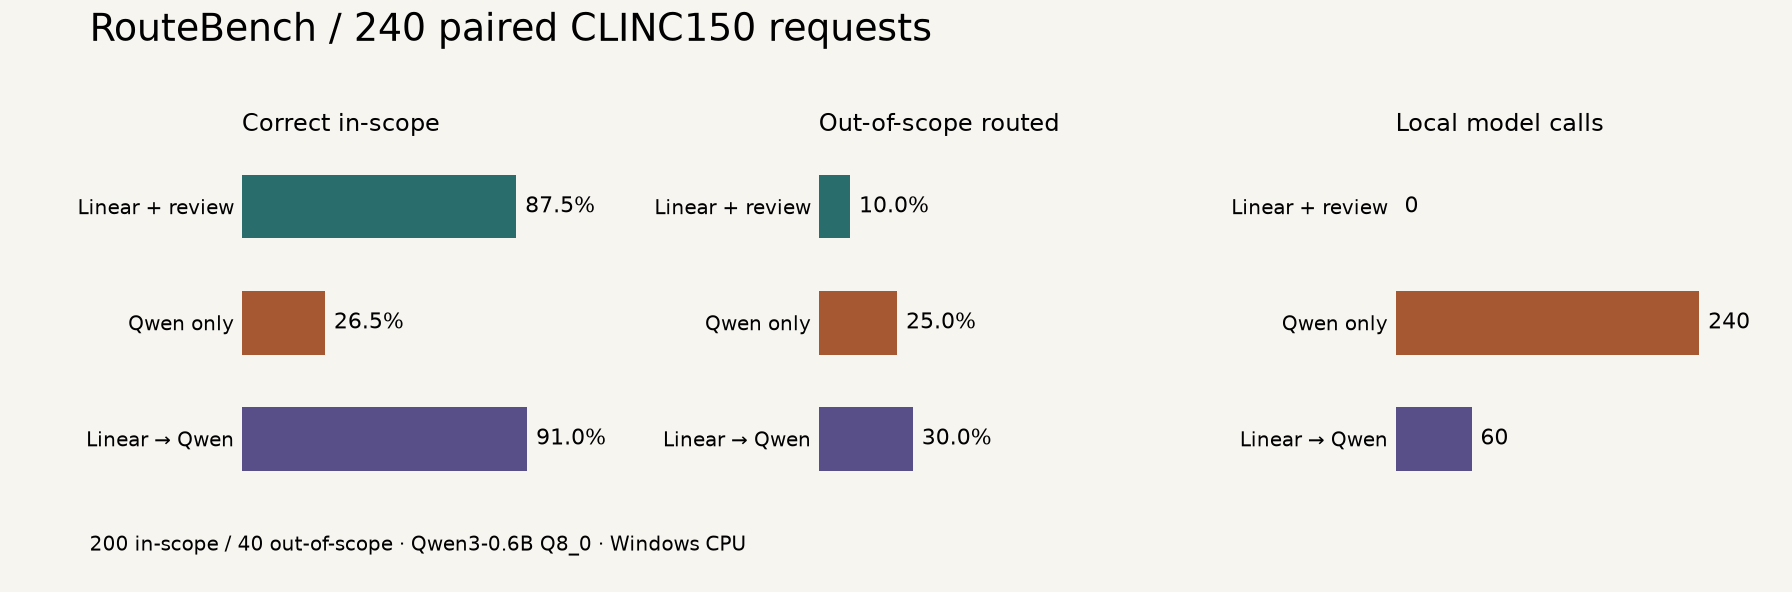 RouteBench / 240 paired CLINC150 requests
Correct in-scope
Linear + review
87.5%
Qwen only
26.5%
Linear → Qwen
91.0%
Out-of-scope routed
Linear + review
10.0%
Qwen only
25.0%
Linear → Qwen
30.0%
Local model calls
Linear + review
0
Qwen only
240
Linear → Qwen
60
200 in-scope / 40 out-of-scope · Qwen3-0.6B Q8_0 · Windows CPU